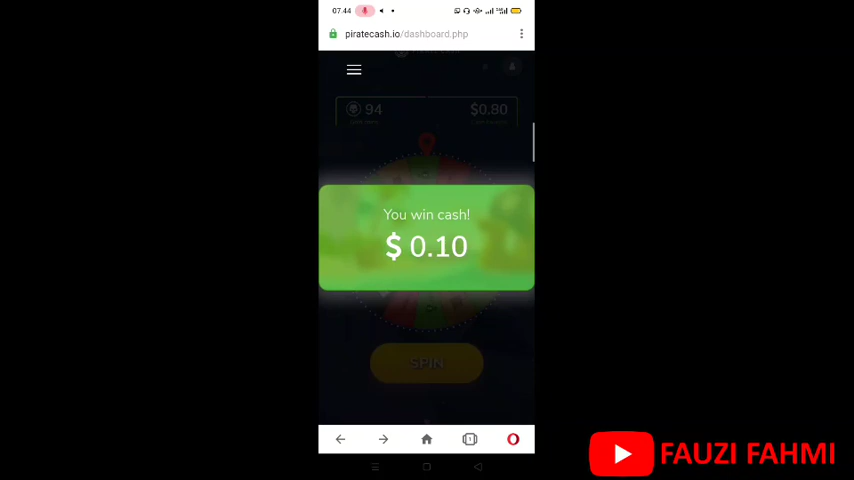 07.44
piratecash.io/dashboard.php
94
$0.80
You win cash!
$ 0.10
SPIN
FAUZI FAHMI